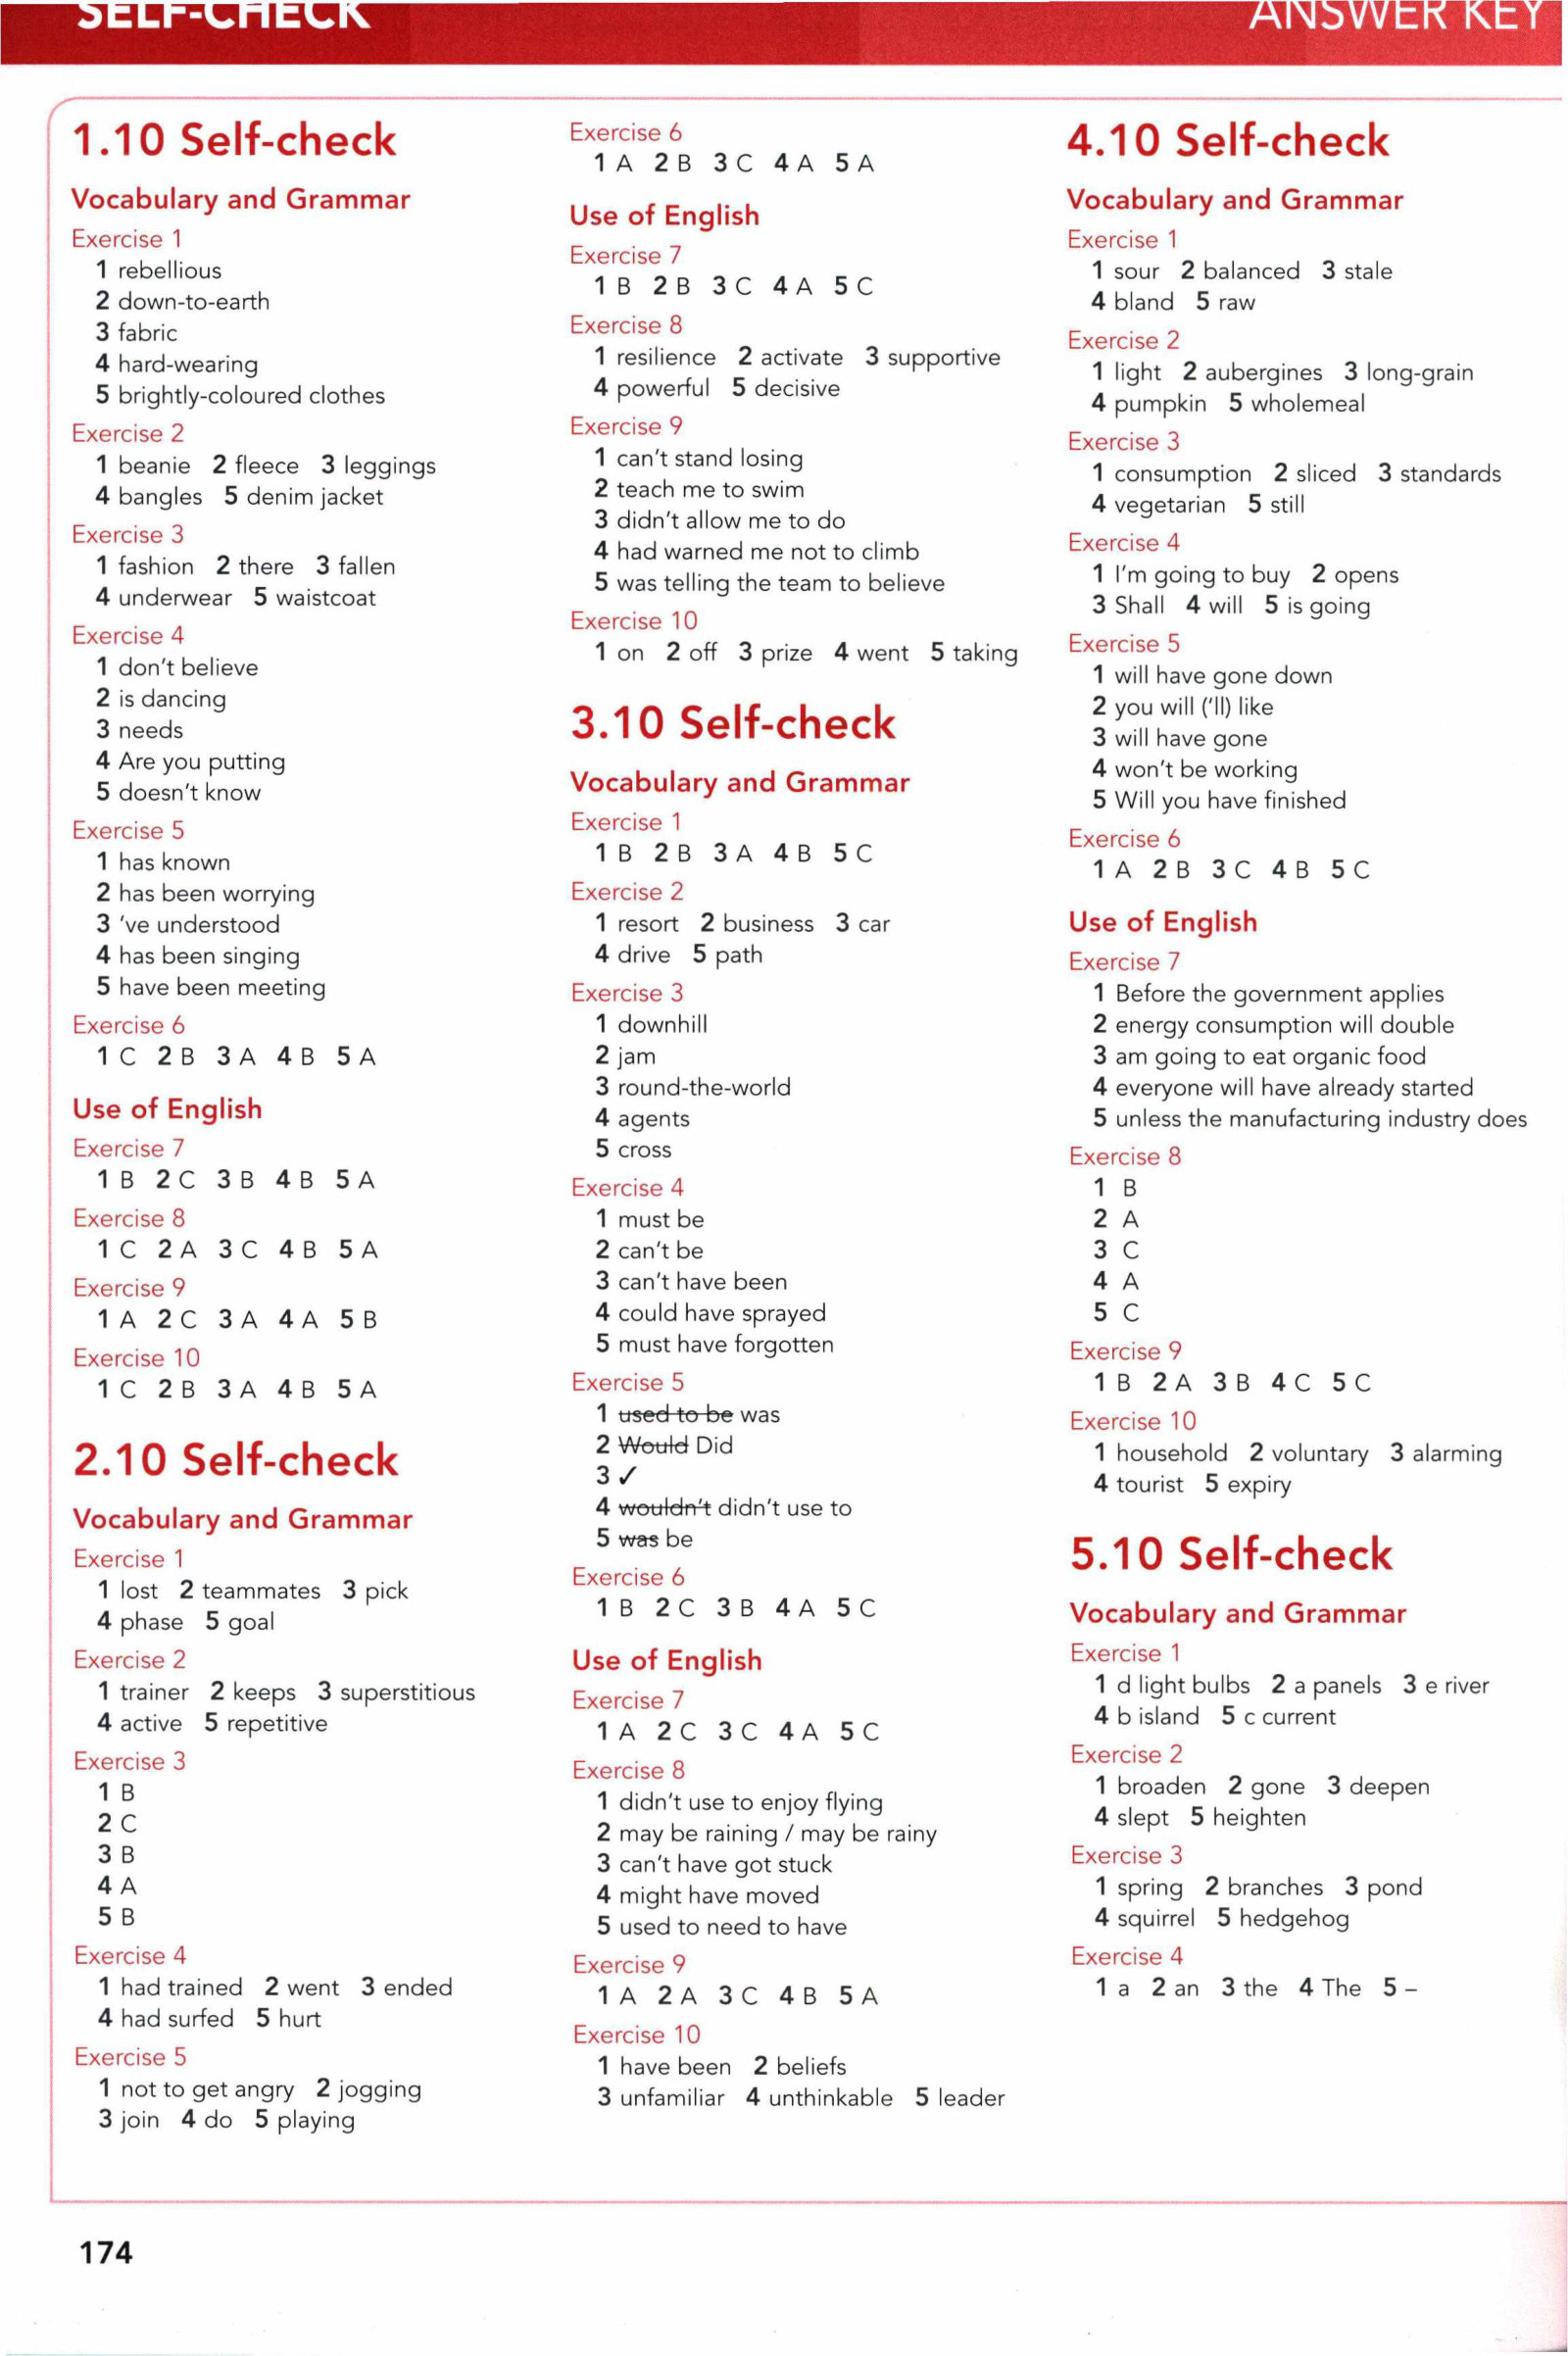 SELF-CHECK
ANSWER KEY
1.10 Self-check
Vocabulary and Grammar
Exercise 1
1 rebellious
2 down-to-earth
3 fabric
4 hard-wearing
5 brightly-coloured clothes
Exercise 2
1 beanie 2 fleece 3 leggings
4 bangles 5 denim jacket
Exercise 3
1 fashion 2 there 3 fallen
4 underwear 5 waistcoat
Exercise 4
1 don't believe
2 is dancing
3 needs
4 Are you putting
5 doesn't know
Exercise 5
1 has known
2 has been worrying
3 've understood
4 has been singing
5 have been meeting
Exercise 6
1 C 2 B 3 A 4 B 5 A
Use of English
Exercise 7
1 B 2 C 3 B 4 B 5 A
Exercise 8
1 C 2 A 3 C 4 B 5 A
Exercise 9
1 A 2 C 3 A 4 A 5 B
Exercise 10
1 C 2 B 3 A 4 B 5 A
2.10 Self-check
Vocabulary and Grammar
Exercise 1
1 lost 2 teammates 3 pick
4 phase 5 goal
Exercise 2
1 trainer 2 keeps 3 superstitious
4 active 5 repetitive
Exercise 3
1 B
2 C
3 B
4 A
5 B
Exercise 4
1 had trained 2 went 3 ended
4 had surfed 5 hurt
Exercise 5
1 not to get angry 2 jogging
3 join 4 do 5 playing
Exercise 6
1 A 2 B 3 C 4 A 5 A
Use of English
Exercise 7
1 B 2 B 3 C 4 A 5 C
Exercise 8
1 resilience 2 activate 3 supportive
4 powerful 5 decisive
Exercise 9
1 can't stand losing
2 teach me to swim
3 didn't allow me to do
4 had warned me not to climb
5 was telling the team to believe
Exercise 10
1 on 2 off 3 prize 4 went 5 taking
3.10 Self-check
Vocabulary and Grammar
Exercise 1
1 B 2 B 3 A 4 B 5 C
Exercise 2
1 resort 2 business 3 car
4 drive 5 path
Exercise 3
1 downhill
2 jam
3 round-the-world
4 agents
5 cross
Exercise 4
1 must be
2 can't be
3 can't have been
4 could have sprayed
5 must have forgotten
Exercise 5
1 used to be was
2 Would Did
3 ✓
4 wouldn't didn't use to
5 was be
Exercise 6
1 B 2 C 3 B 4 A 5 C
Use of English
Exercise 7
1 A 2 C 3 C 4 A 5 C
Exercise 8
1 didn't use to enjoy flying
2 may be raining / may be rainy
3 can't have got stuck
4 might have moved
5 used to need to have
Exercise 9
1 A 2 A 3 C 4 B 5 A
Exercise 10
1 have been 2 beliefs
3 unfamiliar 4 unthinkable 5 leader
4.10 Self-check
Vocabulary and Grammar
Exercise 1
1 sour 2 balanced 3 stale
4 bland 5 raw
Exercise 2
1 light 2 aubergines 3 long-grain
4 pumpkin 5 wholemeal
Exercise 3
1 consumption 2 sliced 3 standards
4 vegetarian 5 still
Exercise 4
1 I'm going to buy 2 opens
3 Shall 4 will 5 is going
Exercise 5
1 will have gone down
2 you will ('ll) like
3 will have gone
4 won't be working
5 Will you have finished
Exercise 6
1 A 2 B 3 C 4 B 5 C
Use of English
Exercise 7
1 Before the government applies
2 energy consumption will double
3 am going to eat organic food
4 everyone will have already started
5 unless the manufacturing industry does
Exercise 8
1 B
2 A
3 C
4 A
5 C
Exercise 9
1 B 2 A 3 B 4 C 5 C
Exercise 10
1 household 2 voluntary 3 alarming
4 tourist 5 expiry
5.10 Self-check
Vocabulary and Grammar
Exercise 1
1 d light bulbs 2 a panels 3 e river
4 b island 5 c current
Exercise 2
1 broaden 2 gone 3 deepen
4 slept 5 heighten
Exercise 3
1 spring 2 branches 3 pond
4 squirrel 5 hedgehog
Exercise 4
1 a 2 an 3 the 4 The 5 –
174